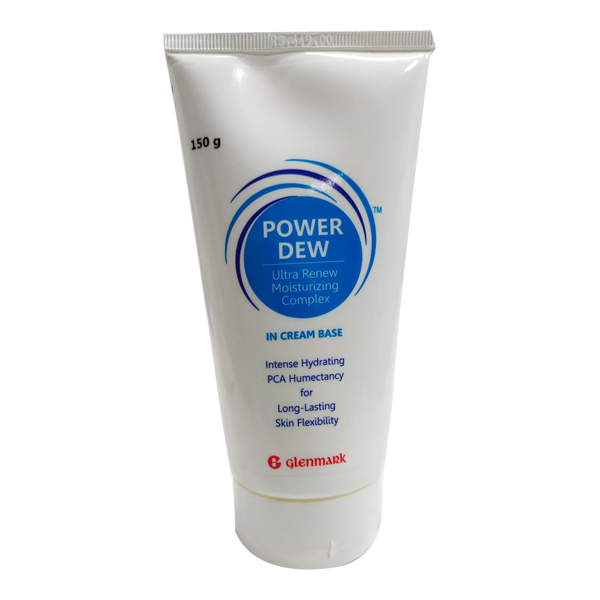 150 g
TM
POWER
DEW
Ultra Renew
Moisturizing
Complex
IN CREAM BASE
Intense Hydrating
PCA Humectancy
for
Long-Lasting
Skin Flexibility
G glenmark